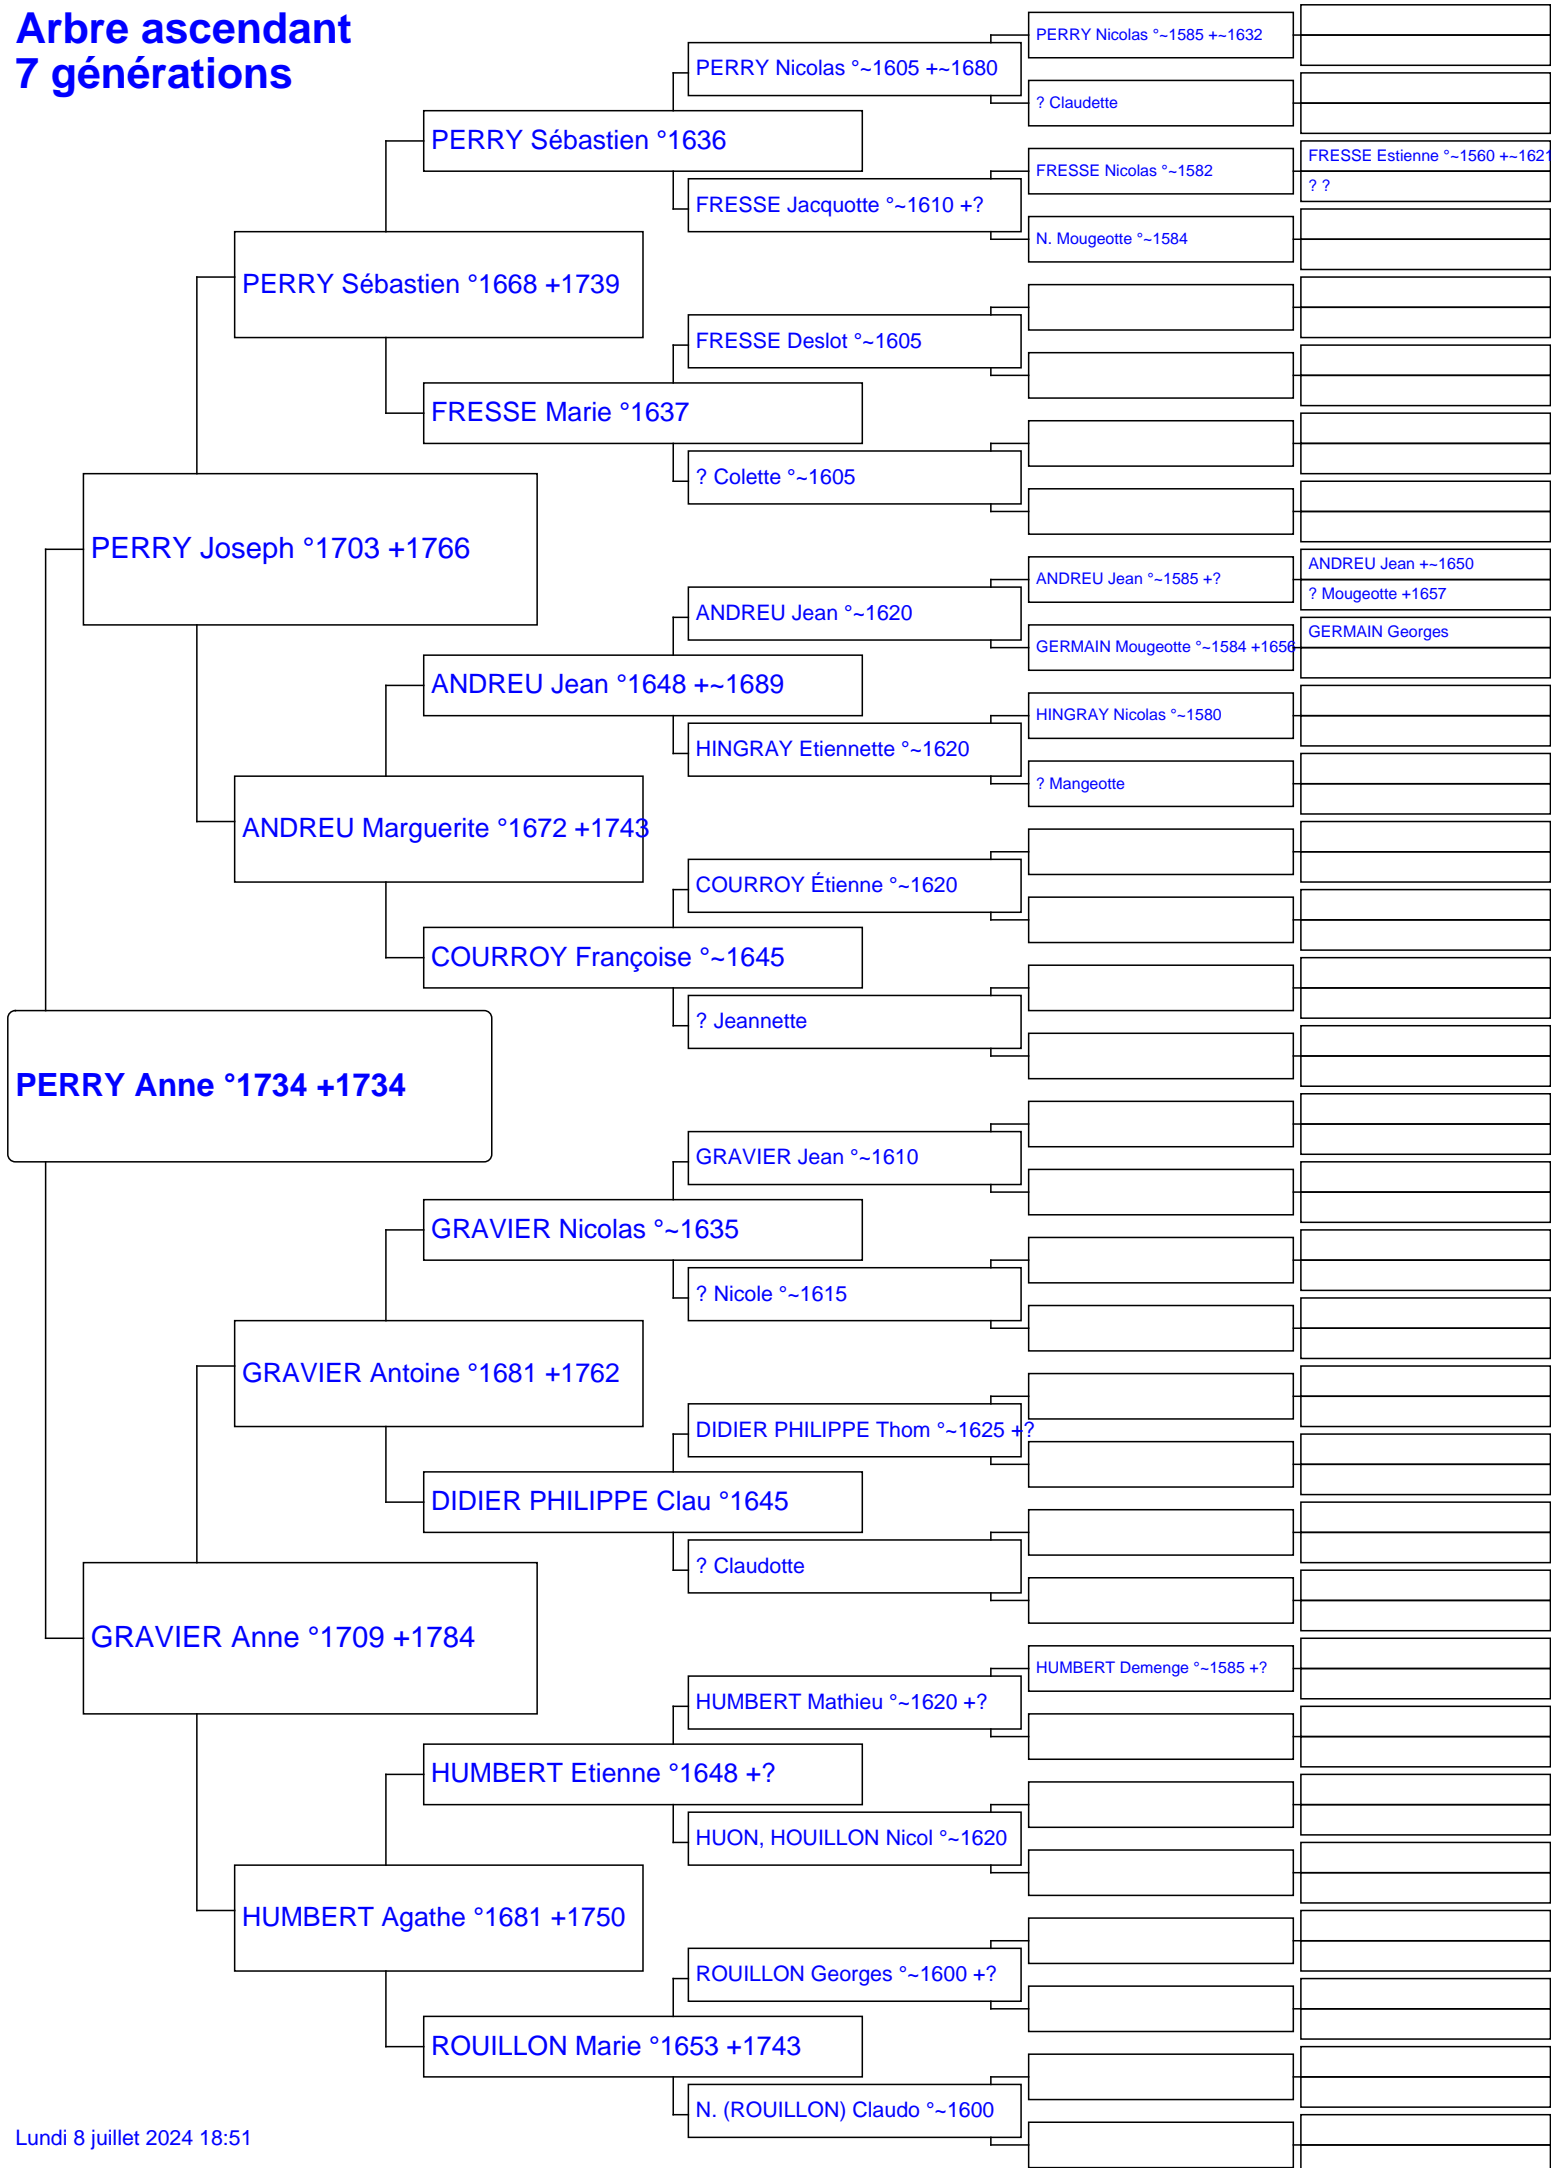 Arbre ascendant
7 générations
PERRY Nicolas °~1585 +~1632
PERRY Nicolas °~1605 +~1680
? Claudette
PERRY Sébastien °1636
FRESSE Estienne °~1560 +~1621
FRESSE Nicolas °~1582
? ?
FRESSE Jacquotte °~1610 +?
N. Mougeotte °~1584
PERRY Sébastien °1668 +1739
FRESSE Deslot °~1605
FRESSE Marie °1637
? Colette °~1605
PERRY Joseph °1703 +1766
ANDREU Jean +~1650
ANDREU Jean °~1585 +?
? Mougeotte +1657
ANDREU Jean °~1620
GERMAIN Georges
GERMAIN Mougeotte °~1584 +1656
ANDREU Jean °1648 +~1689
HINGRAY Nicolas °~1580
HINGRAY Etiennette °~1620
? Mangeotte
ANDREU Marguerite °1672 +1743
COURROY Étienne °~1620
COURROY Françoise °~1645
? Jeannette
PERRY Anne °1734 +1734
GRAVIER Jean °~1610
GRAVIER Nicolas °~1635
? Nicole °~1615
GRAVIER Antoine °1681 +1762
DIDIER PHILIPPE Thom °~1625 +?
DIDIER PHILIPPE Clau °1645
? Claudotte
GRAVIER Anne °1709 +1784
HUMBERT Demenge °~1585 +?
HUMBERT Mathieu °~1620 +?
HUMBERT Etienne °1648 +?
HUON, HOUILLON Nicol °~1620
HUMBERT Agathe °1681 +1750
ROUILLON Georges °~1600 +?
ROUILLON Marie °1653 +1743
N. (ROUILLON) Claudo °~1600
Lundi 8 juillet 2024 18:51